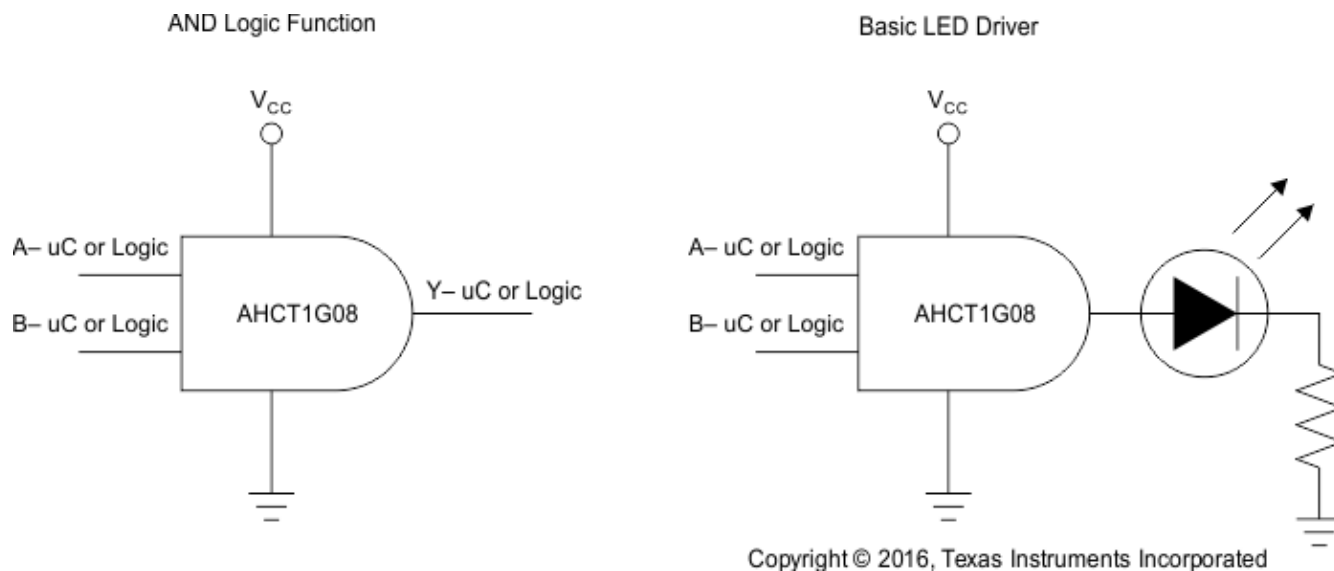 AND Logic Function
Basic LED Driver
VCC
VCC
A– uC or Logic
B– uC or Logic
AHCT1G08
Y– uC or Logic
A– uC or Logic
B– uC or Logic
AHCT1G08
Copyright © 2016, Texas Instruments Incorporated